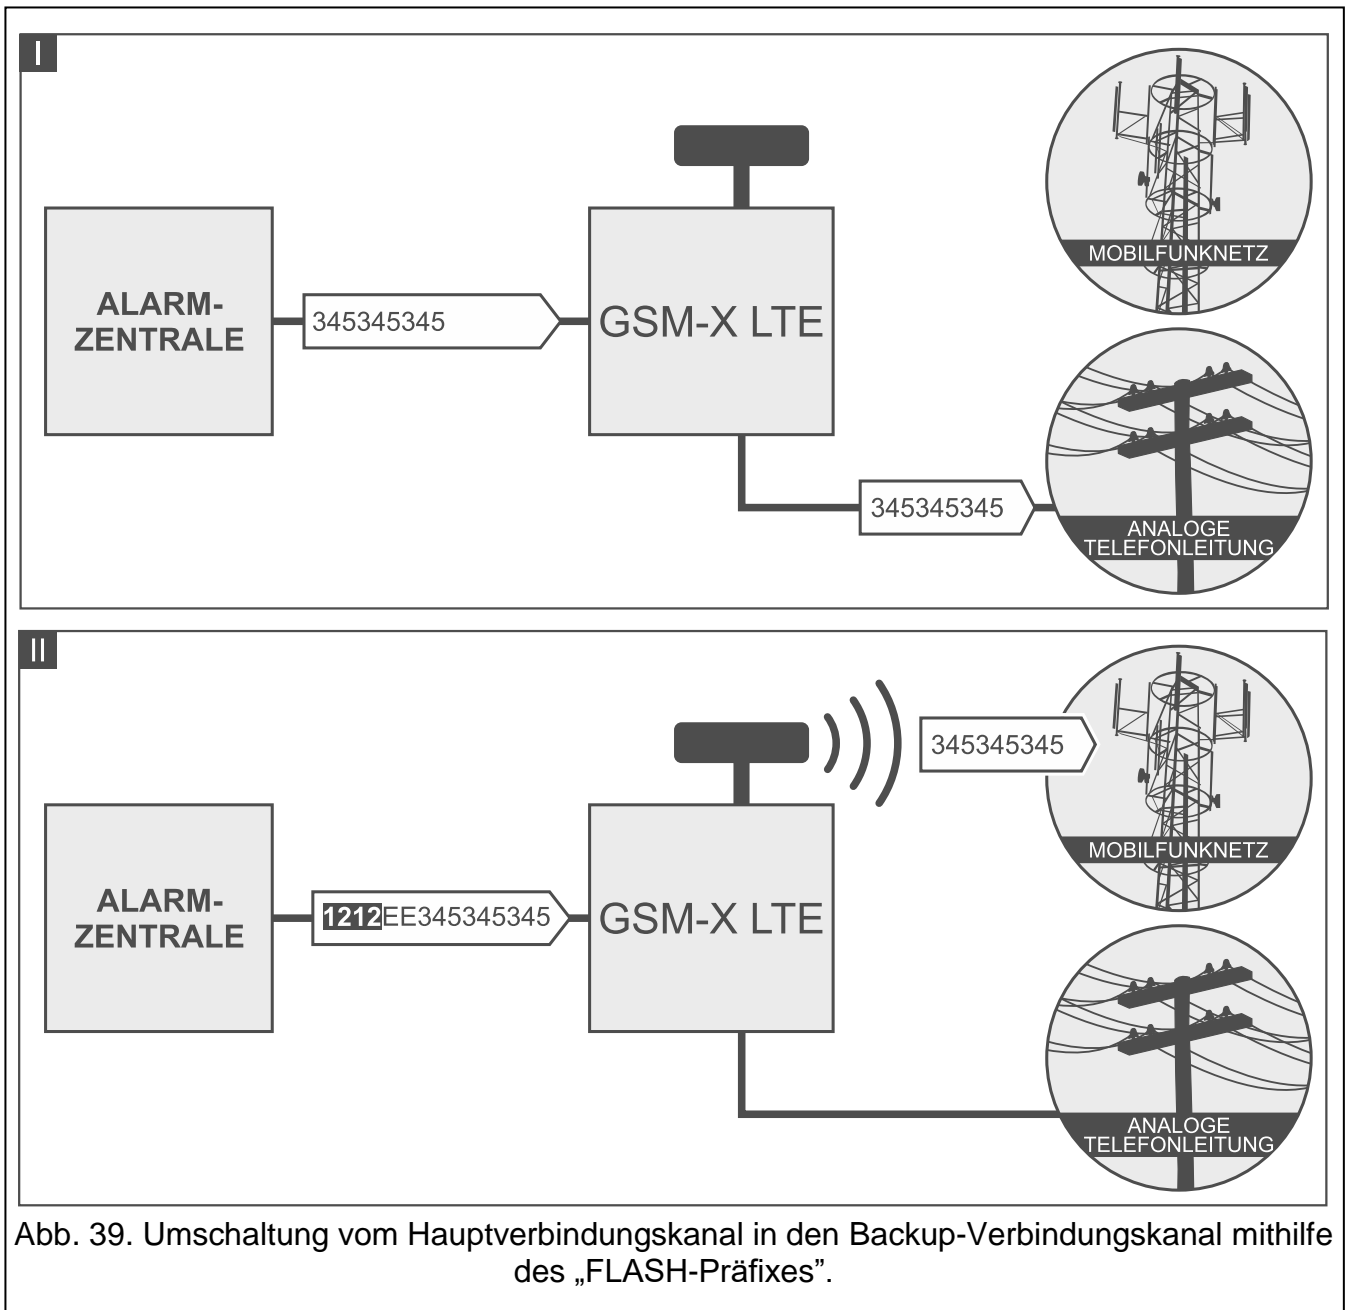 I
MOBILFUNKNETZ
ALARM-
ZENTRALE
345345345
GSM-X LTE
345345345
ANALOGE
TELEFONLEITUNG
II
345345345
MOBILFUNKNETZ
ALARM-
ZENTRALE
1212EE345345345
GSM-X LTE
ANALOGE
TELEFONLEITUNG
Abb. 39. Umschaltung vom Hauptverbindungskanal in den Backup-Verbindungskanal mithilfe
des „FLASH-Präfixes”.